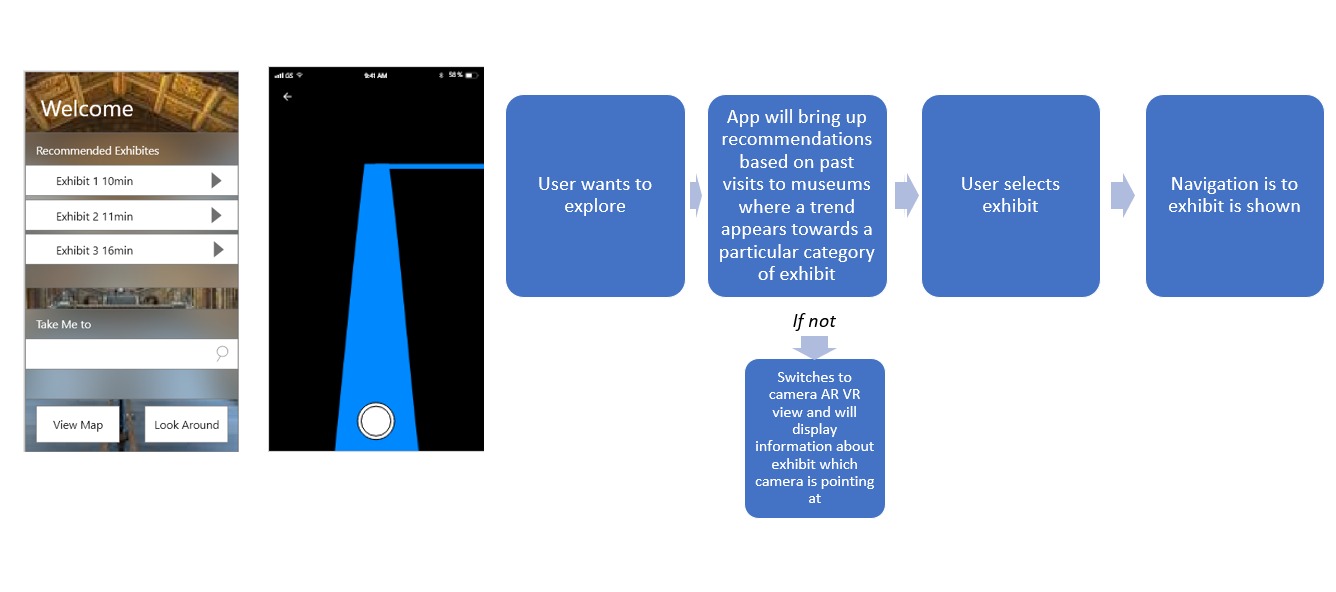 Welcome
Recommended Exhibites
Exhibit 1 10min
Exhibit 2 11min
Exhibit 3 16min
Take Me to
View Map
Look Around
GS
9:41 AM
58%
User wants to
explore
App will bring up
recommendations
based on past
visits to museums
where a trend
appears towards a
particular category
of exhibit
User selects
exhibit
Navigation is to
exhibit is shown
If not
Switches to
camera AR VR
view and will
display
information about
exhibit which
camera is pointing
at